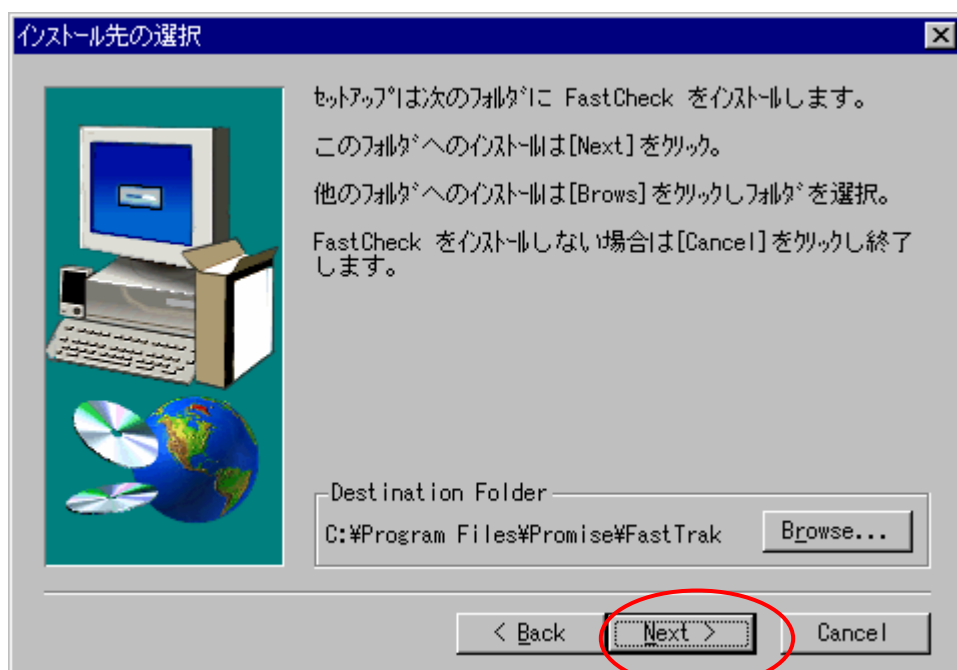 インストール先の選択
ｾｯﾄｱｯﾌﾟは次のﾌｫﾙﾀﾞに FastCheck をｲﾝｽﾄｰﾙします。
このﾌｫﾙﾀﾞへのｲﾝｽﾄｰﾙは[Next]をｸﾘｯｸ。
他のﾌｫﾙﾀﾞへのｲﾝｽﾄｰﾙは[Brows]をｸﾘｯｸしﾌｫﾙﾀﾞを選択。
FastCheck をｲﾝｽﾄｰﾙしない場合は[Cancel]をｸﾘｯｸし終了
します。
Destination Folder
C:¥Program Files¥Promise¥FastTrak
Browse...
< Back
Next >
Cancel